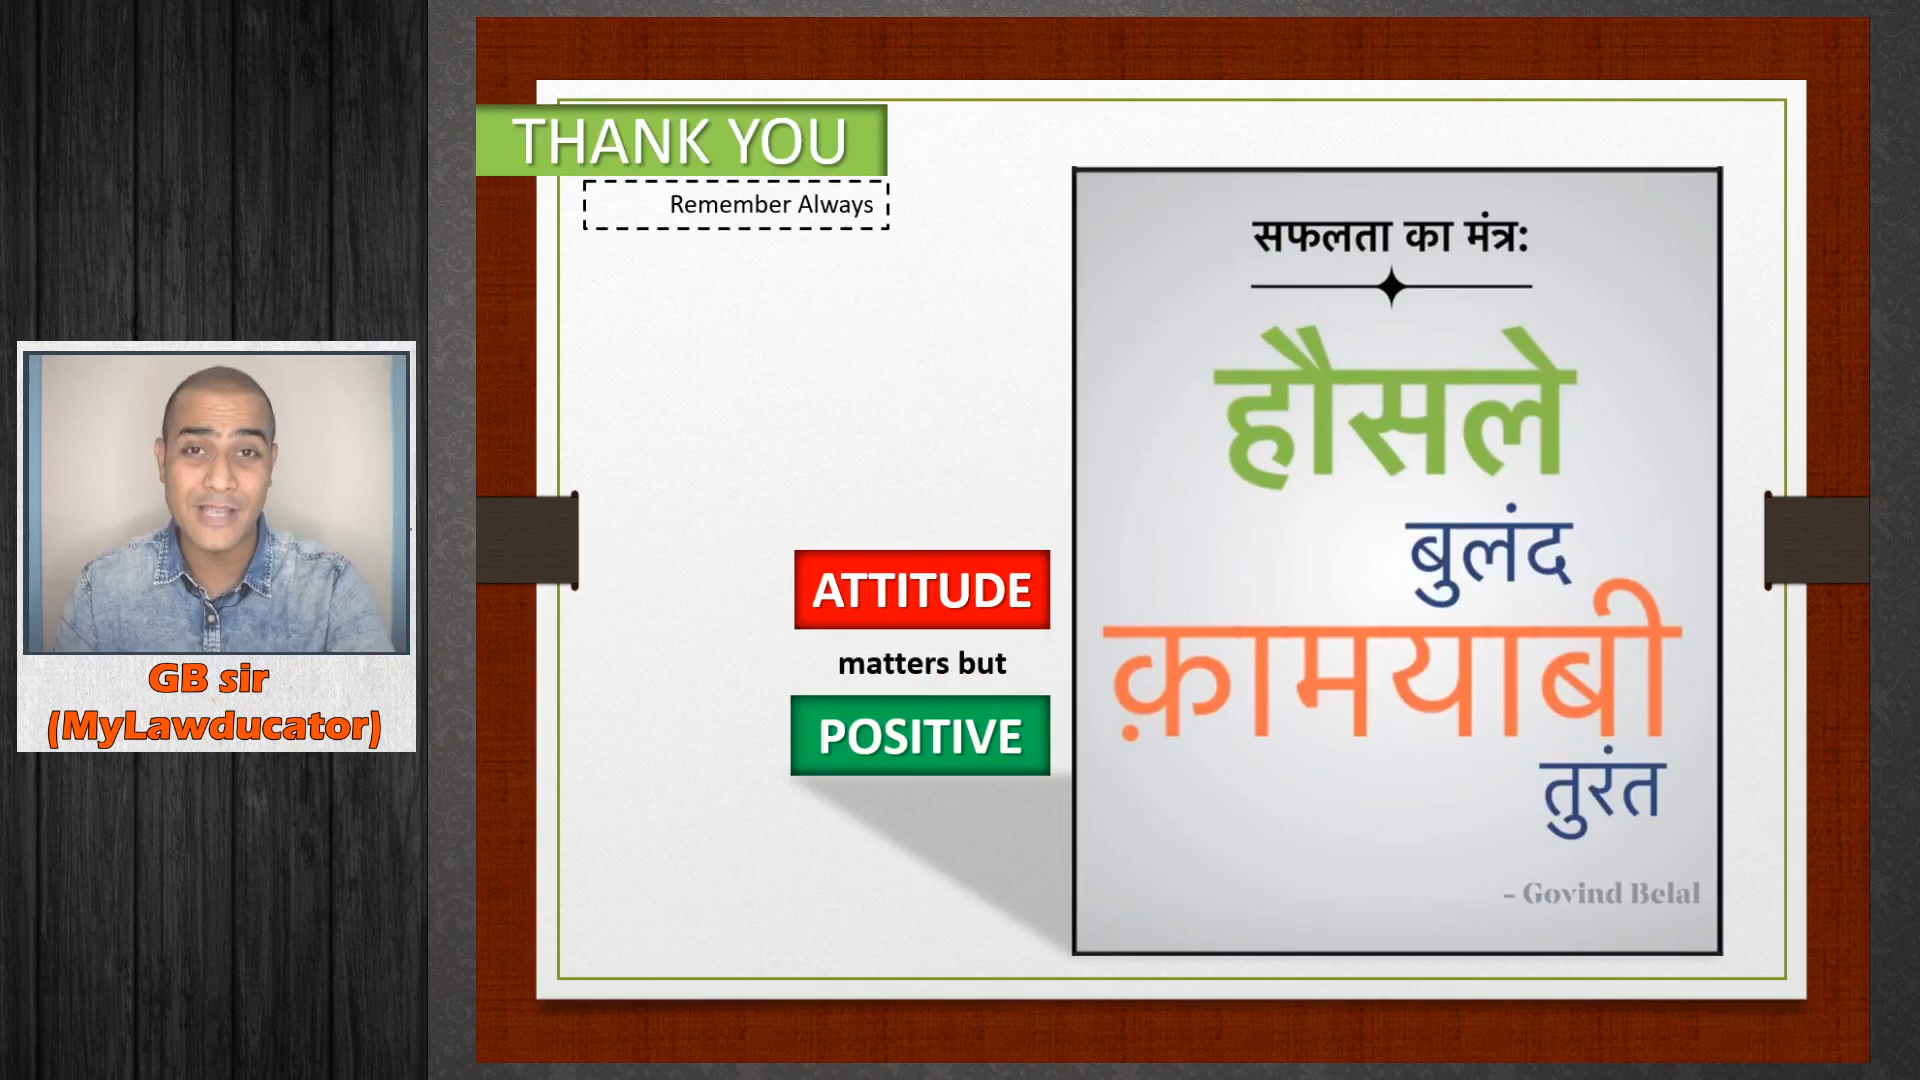 THANK YOU
Remember Always
ATTITUDE
matters but
POSITIVE
सफलता का मंत्र:
हौसले
बुलंद
क़ामयाबी
तुरंत
- Govind Belal
GB sir
(MyLawducator)